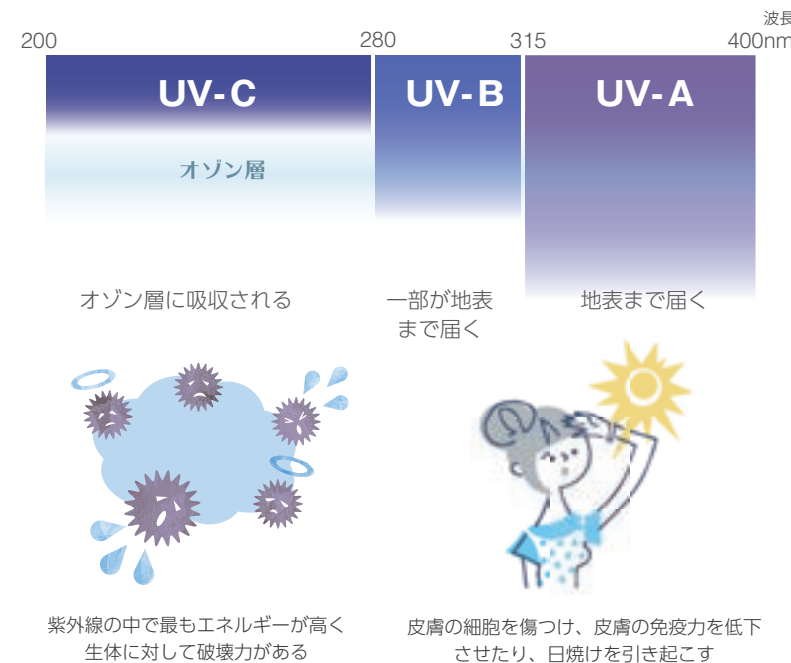 波長
200
280
315
400nm
UV-C
UV-B
UV-A
オゾン層
オゾン層に吸収される
一部が地表
まで届く
地表まで届く
紫外線の中で最もエネルギーが高く
生体に対して破壊力がある
皮膚の細胞を傷つけ、皮膚の免疫力を低下
させたり、日焼けを引き起こす